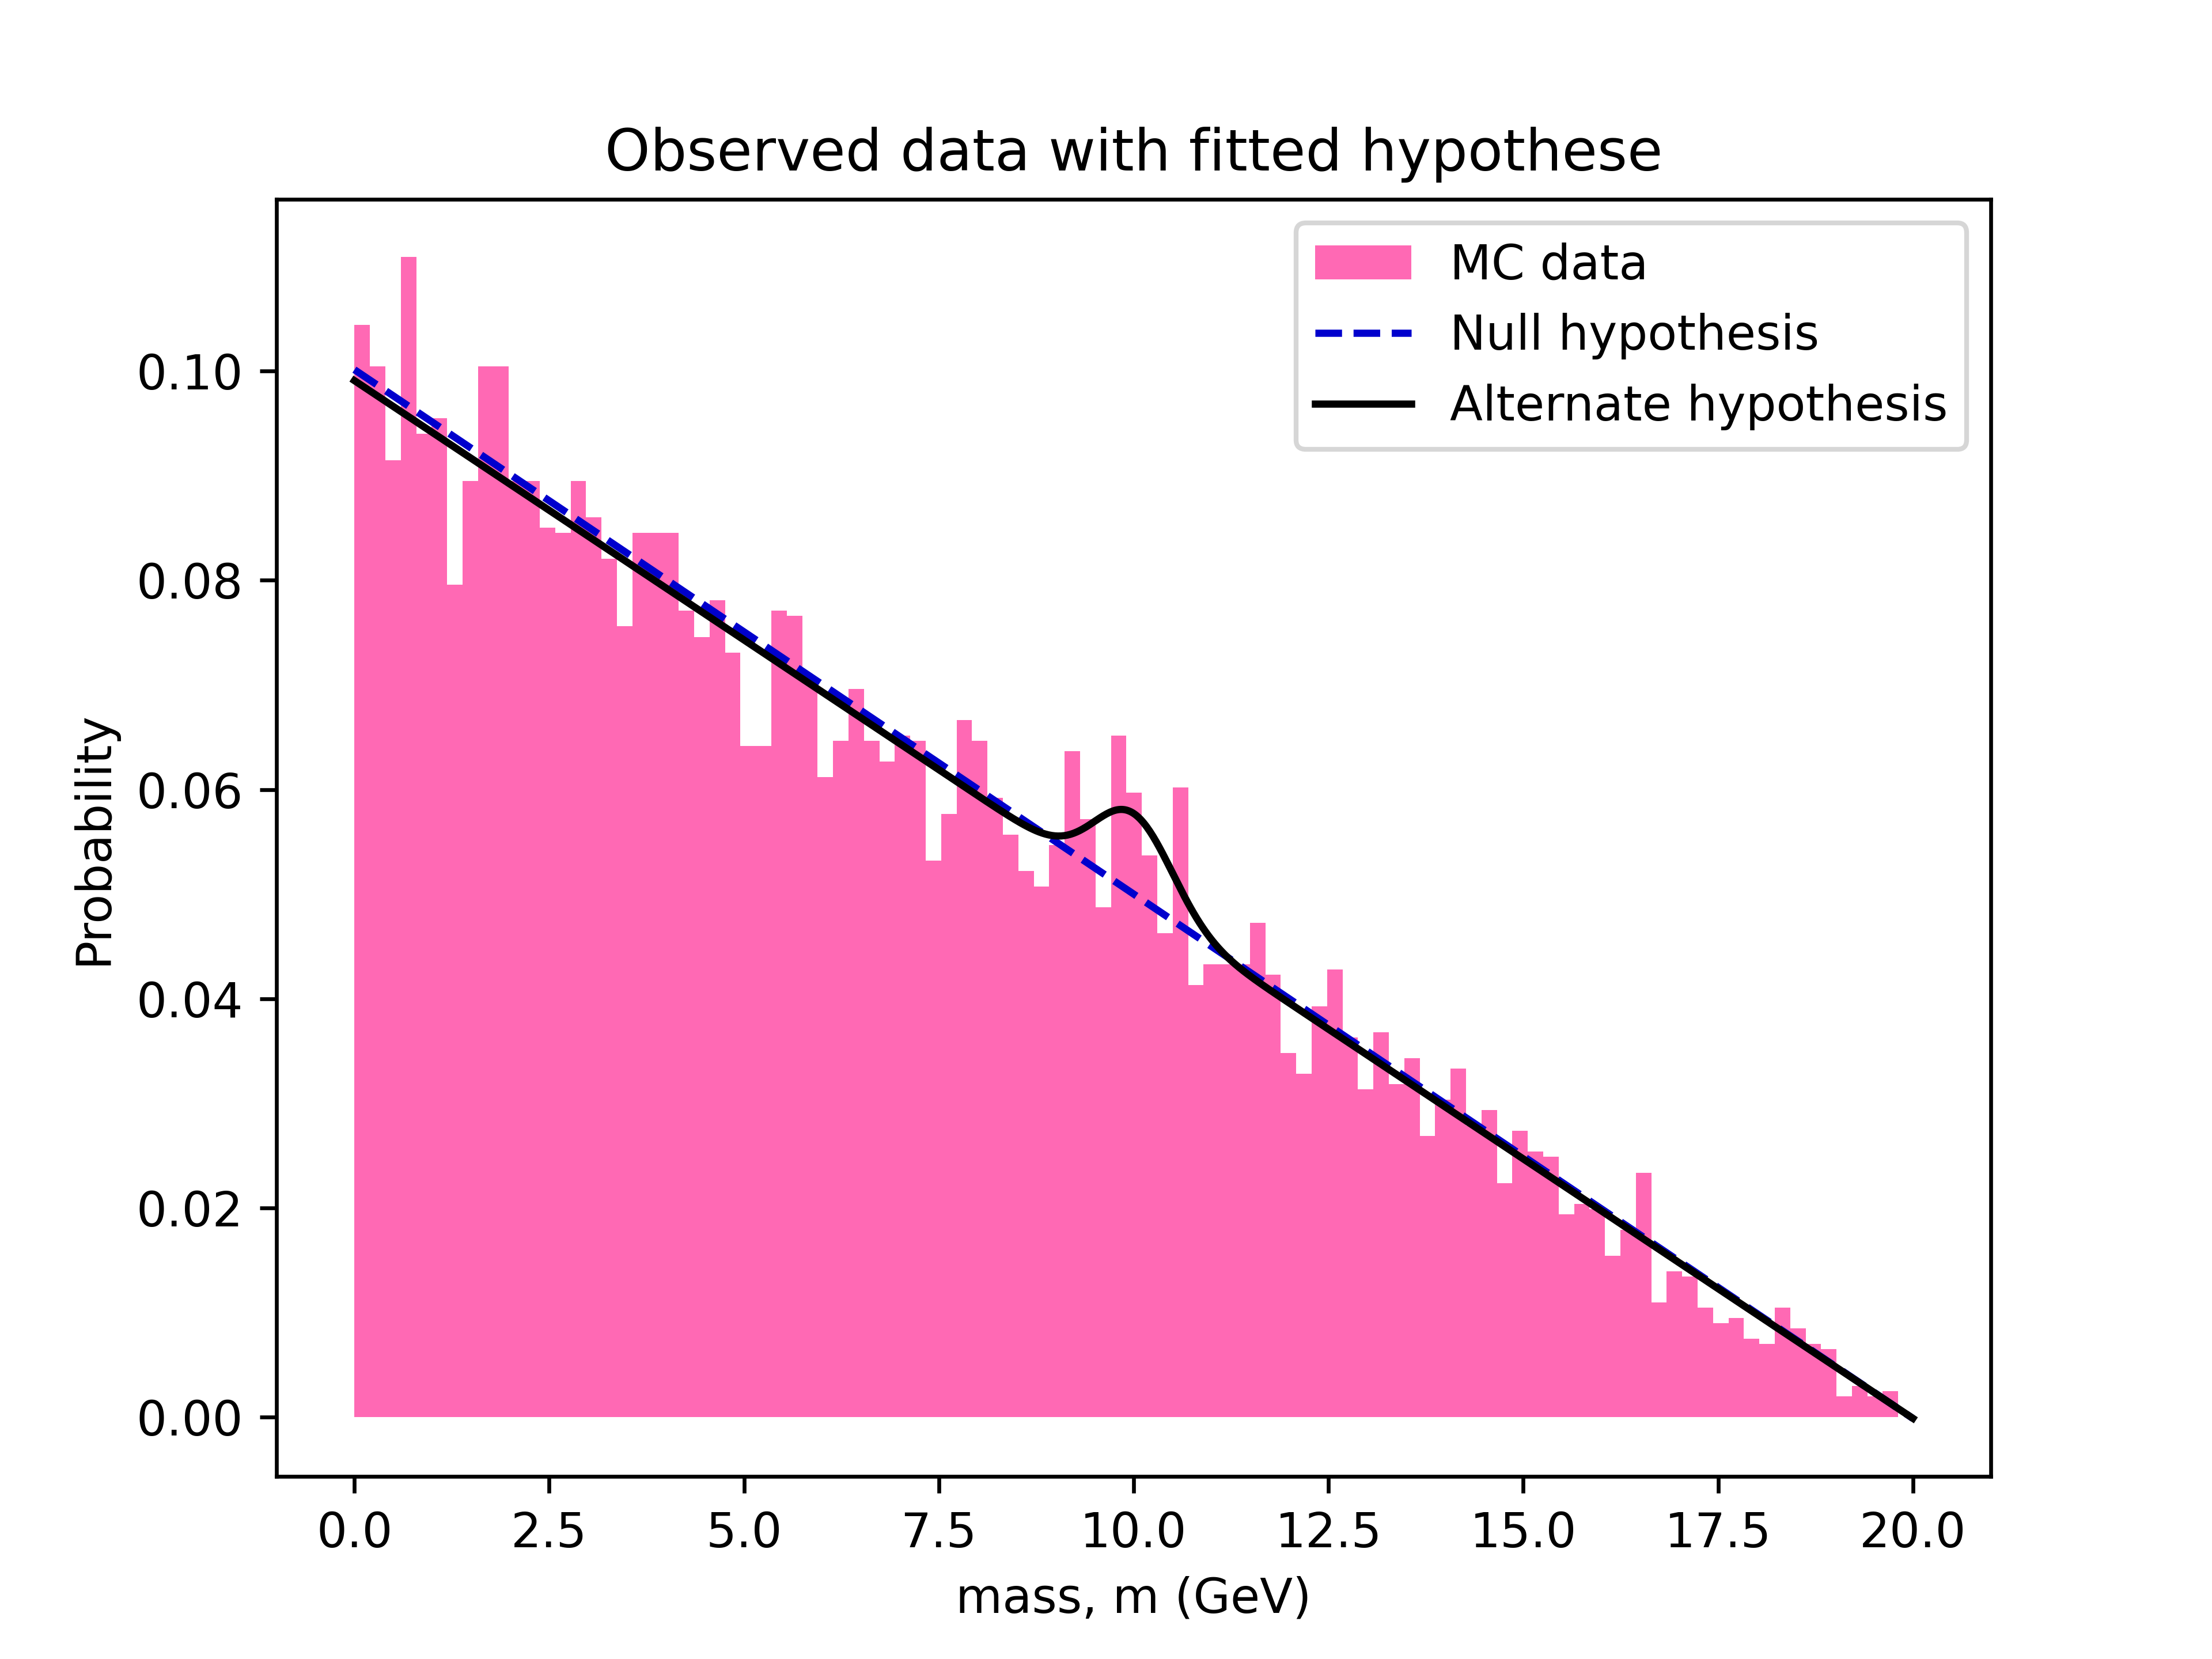 Observed data with fitted hypothese
MC data
Null hypothesis
Alternate hypothesis
Probability
0.10
0.08
0.06
0.04
0.02
0.00
0.0 2.5 5.0 7.5 10.0 12.5 15.0 17.5 20.0
mass, m (GeV)